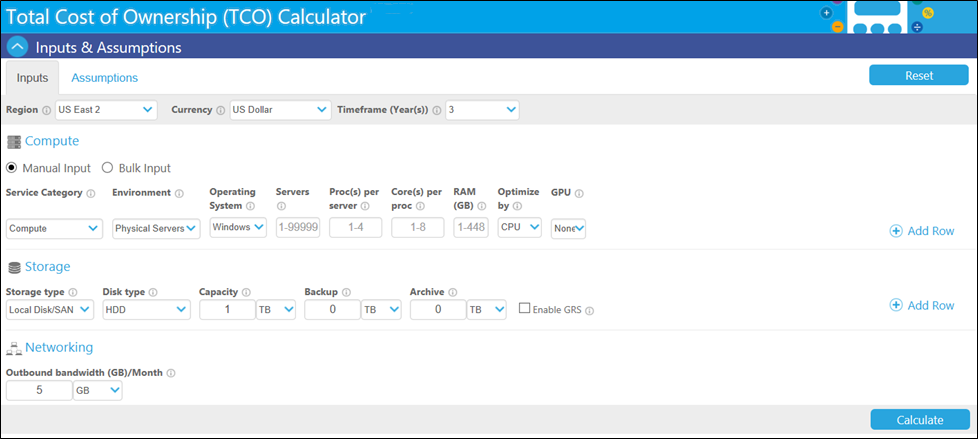 Total Cost of Ownership (TCO) Calculator
Inputs & Assumptions
Inputs Assumptions Reset
Region US East 2 Currency US Dollar Timeframe (Year(s)) 3
Compute
Manual Input Bulk Input
Service Category Environment Operating System Servers Proc(s) per server Core(s) per proc RAM (GB) Optimize by GPU
Compute Physical Servers Windows 1-99999 1-4 1-8 1-448 CPU None Add Row
Storage
Storage type Disk type Capacity Backup Archive
Local Disk/SAN HDD 1 TB 0 TB 0 TB Enable GRS Add Row
Networking
Outbound bandwidth (GB)/Month
5 GB
Calculate